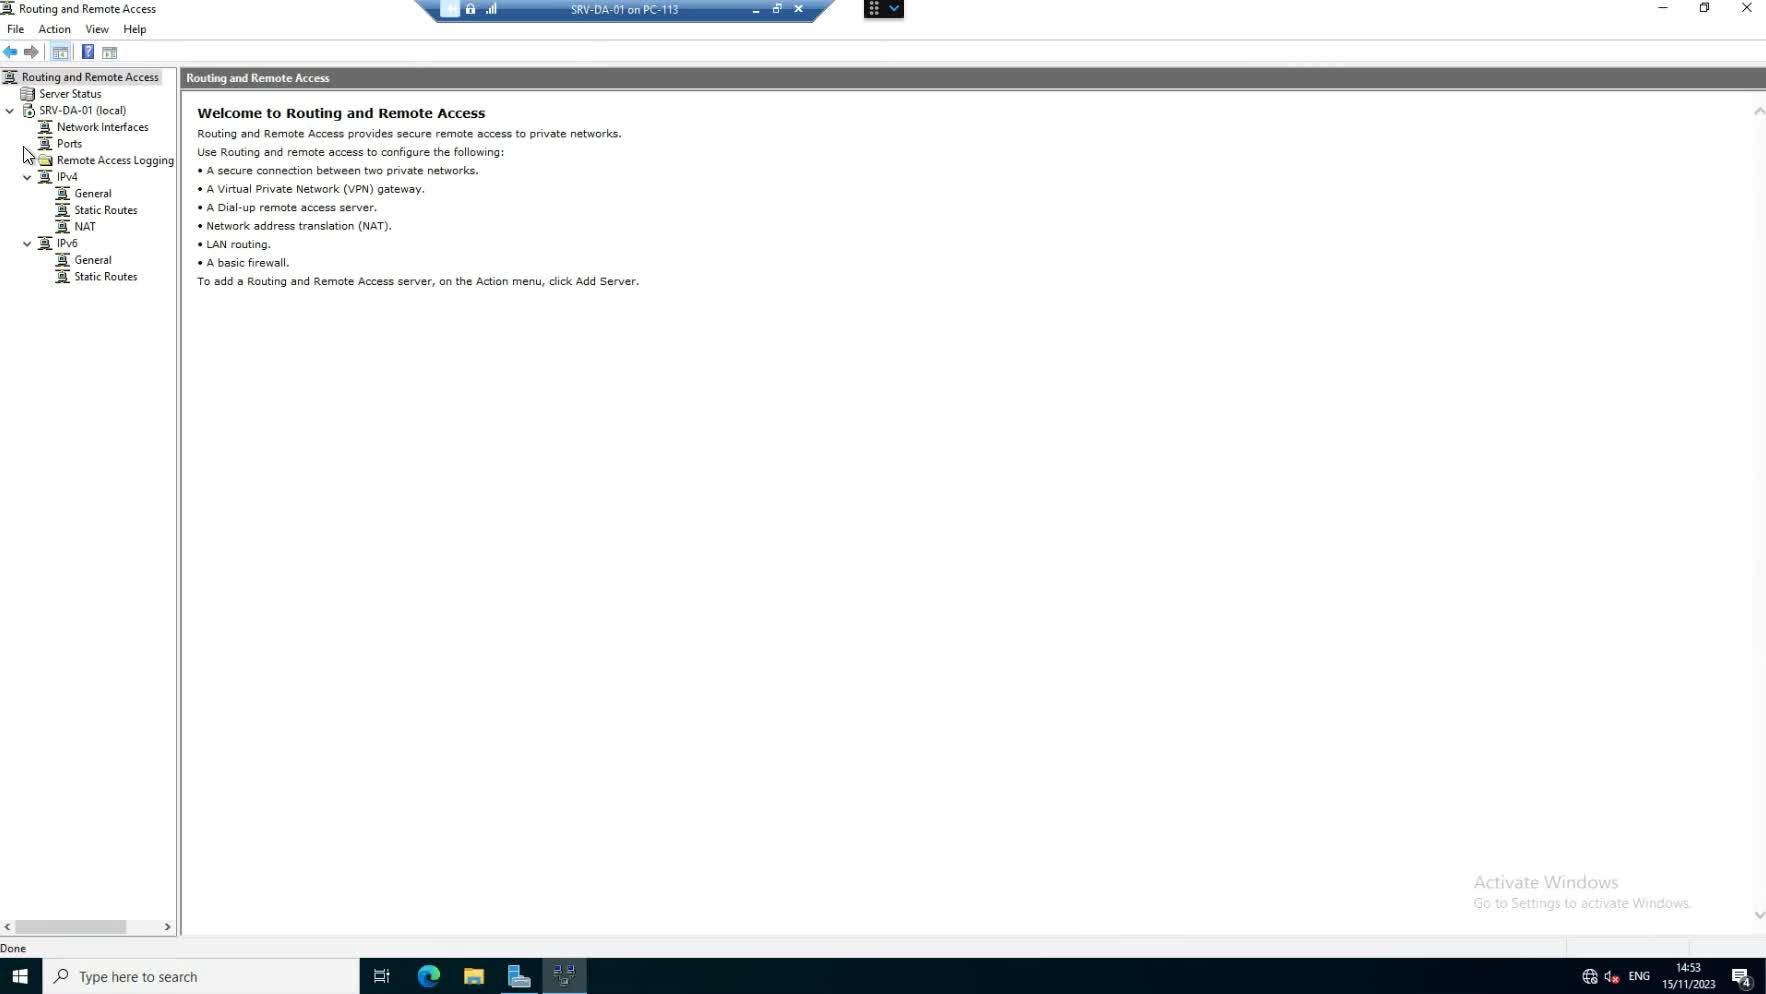 Routing and Remote Access
SRV-DA-01 on PC-113
File Action View Help
Routing and Remote Access
Server Status
SRV-DA-01 (local)
Network Interfaces
Ports
Remote Access Logging
IPv4
General
Static Routes
NAT
IPv6
General
Static Routes
Routing and Remote Access
Welcome to Routing and Remote Access
Routing and Remote Access provides secure remote access to private networks.
Use Routing and remote access to configure the following:
• A secure connection between two private networks.
• A Virtual Private Network (VPN) gateway.
• A Dial-up remote access server.
• Network address translation (NAT).
• LAN routing.
• A basic firewall.
To add a Routing and Remote Access server, on the Action menu, click Add Server.
Activate Windows
Go to Settings to activate Windows.
Done
Type here to search
ENG
14:53
15/11/2023
4